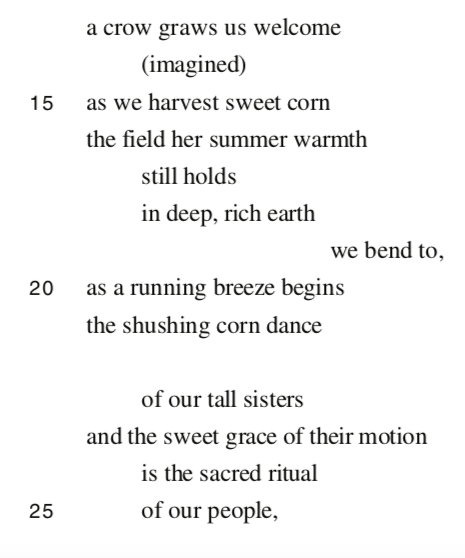 a crow graws us welcome
(imagined)
15 as we harvest sweet corn
the field her summer warmth
still holds
in deep, rich earth
we bend to,
20 as a running breeze begins
the shushing corn dance
of our tall sisters
and the sweet grace of their motion
is the sacred ritual
25 of our people,